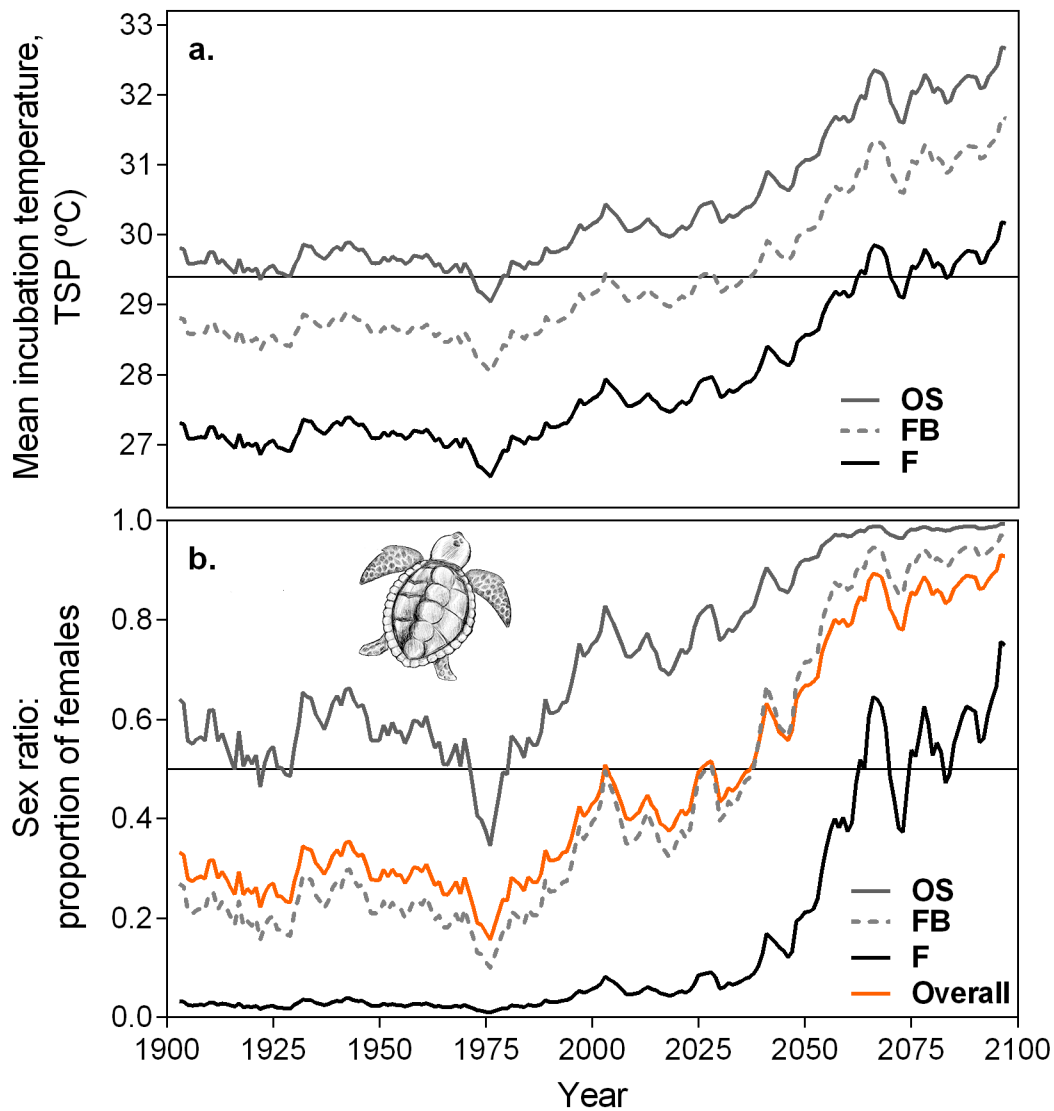 Mean incubation temperature,
TSP (ºC)
a.
33
32
31
30
29
28
27
OS
FB
F
Sex ratio:
proportion of females
b.
1.0
0.8
0.6
0.4
0.2
0.0
OS
FB
F
Overall
1900 1925 1950 1975 2000 2025 2050 2075 2100
Year